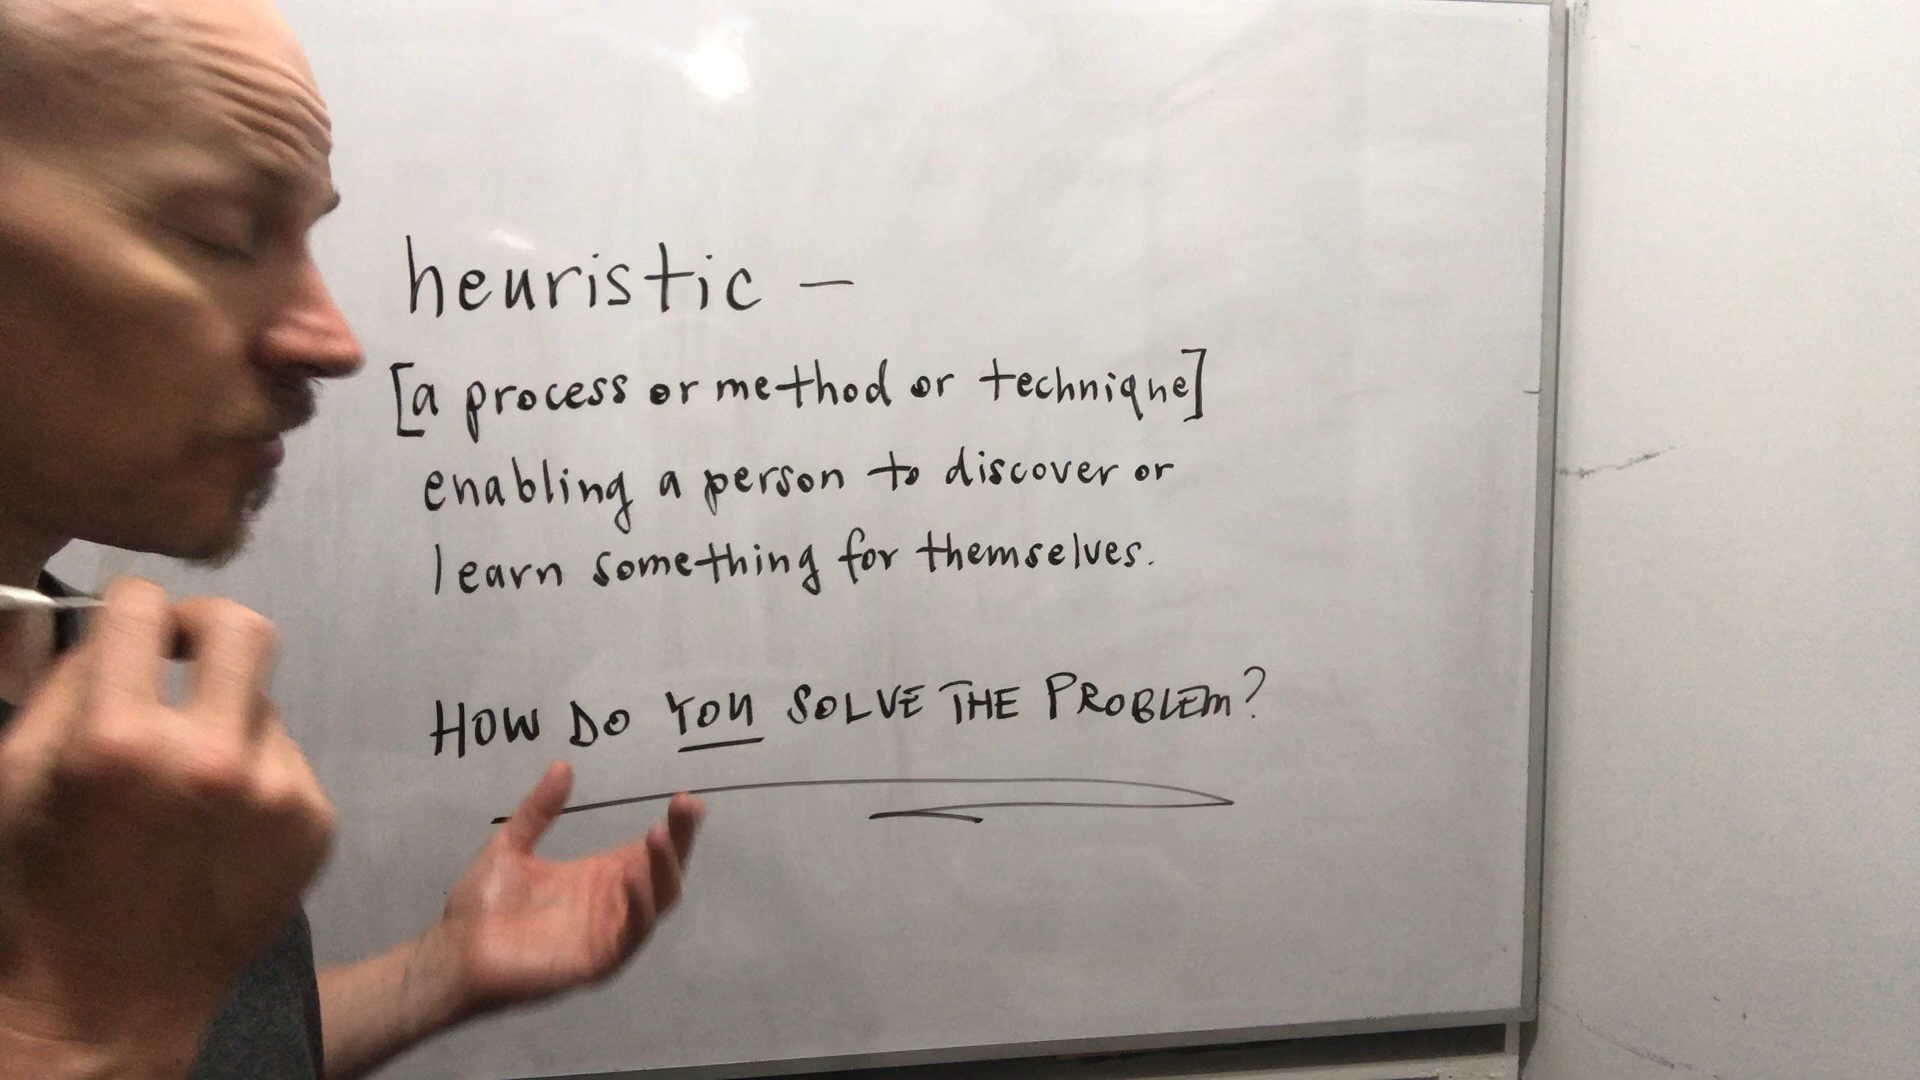 heuristic –
[a process or method or technique]
enabling a person to discover or
learn something for themselves.
HOW DO YOU SOLVE THE PROBLEM?